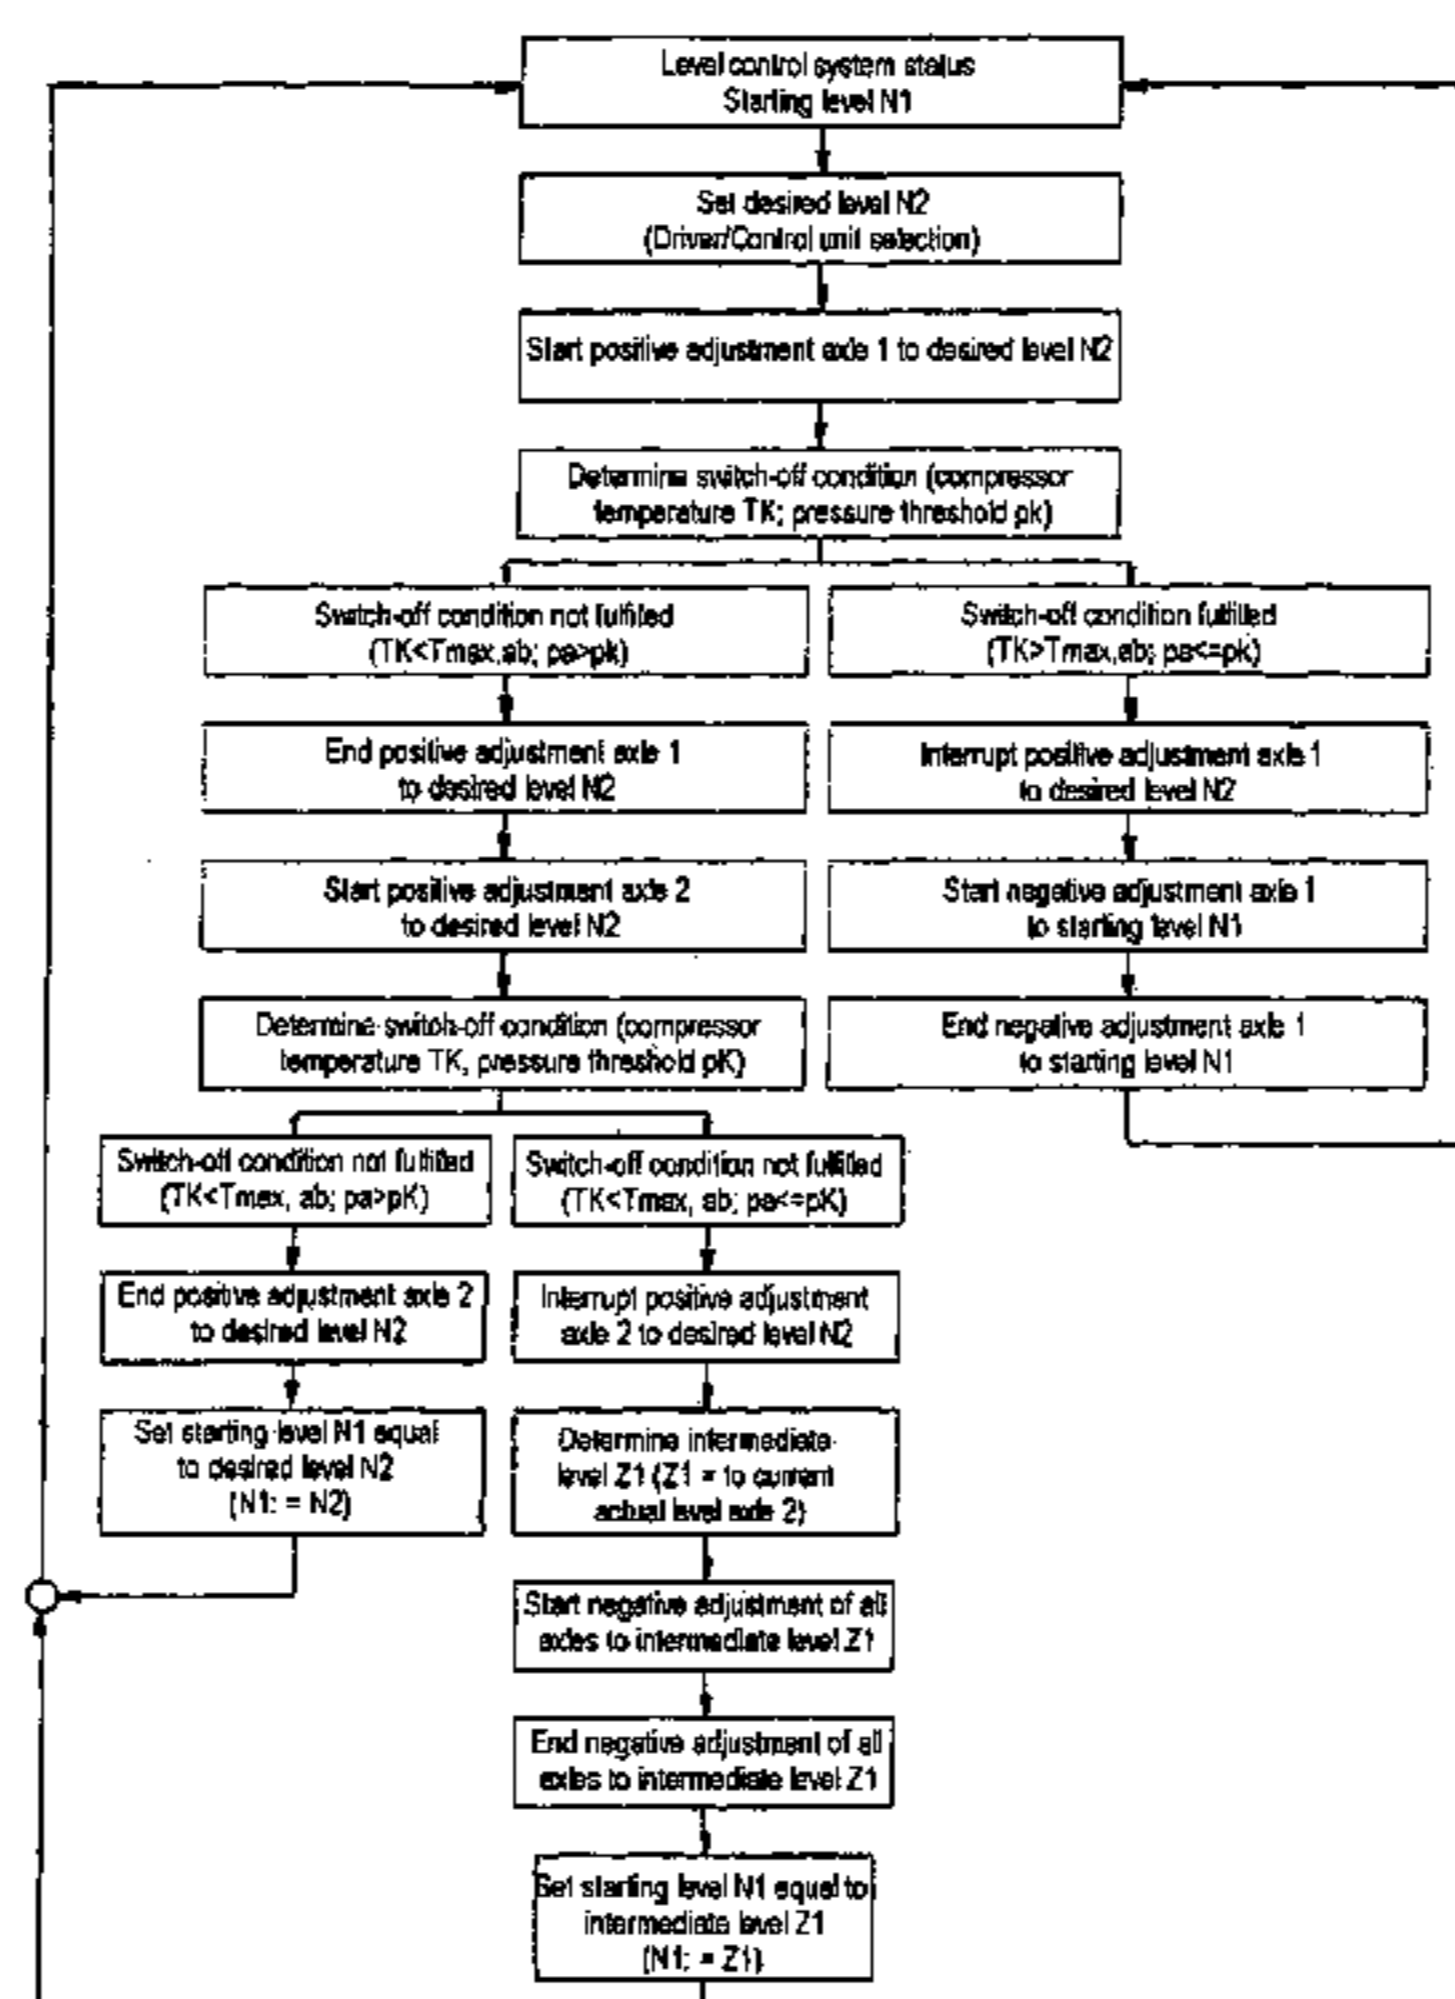 Level control system status
Starting level N1
Set desired level N2
(Driver/Control unit selection)
Start positive adjustment axle 1 to desired level N2
Determine switch-off condition (compressor
temperature TK; pressure threshold pk)
Switch-off condition not fulfilled
(TK<Tmax,ab; pa>pk)
Switch-off condition fulfilled
(TK>Tmax,ab; pa<=pk)
End positive adjustment axle 1
to desired level N2
Interrupt positive adjustment axle 1
to desired level N2
Start positive adjustment axle 2
to desired level N2
Start negative adjustment axle 1
to starting level N1
Determine switch-off condition (compressor
temperature TK, pressure threshold pK)
End negative adjustment axle 1
to starting level N1
Switch-off condition not fulfilled
(TK<Tmax, ab; pa>pK)
Switch-off condition not fulfilled
(TK<Tmax, ab; pa<=pK)
End positive adjustment axle 2
to desired level N2
Interrupt positive adjustment
axle 2 to desired level N2
Set starting level N1 equal
to desired level N2
(N1: = N2)
Determine intermediate
level Z1 (Z1 = to current
actual level axle 2)
Start negative adjustment of all
axles to intermediate level Z1
End negative adjustment of all
axles to intermediate level Z1
Set starting level N1 equal to
intermediate level Z1
(N1: = Z1)